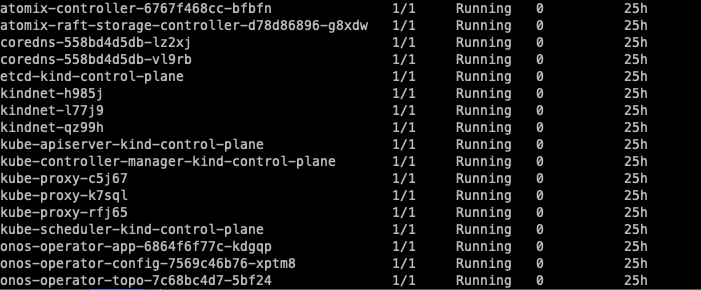 atomix-controller-6767f468cc-bfbfn 1/1 Running 0 25h
atomix-raft-storage-controller-d78d86896-g8xdw 1/1 Running 0 25h
coredns-558bd4d5db-lz2xj 1/1 Running 0 25h
coredns-558bd4d5db-vl9rb 1/1 Running 0 25h
etcd-kind-control-plane 1/1 Running 0 25h
kindnet-h985j 1/1 Running 0 25h
kindnet-l77j9 1/1 Running 0 25h
kindnet-qz99h 1/1 Running 0 25h
kube-apiserver-kind-control-plane 1/1 Running 0 25h
kube-controller-manager-kind-control-plane 1/1 Running 0 25h
kube-proxy-c5j67 1/1 Running 0 25h
kube-proxy-k7sql 1/1 Running 0 25h
kube-proxy-rfj65 1/1 Running 0 25h
kube-scheduler-kind-control-plane 1/1 Running 0 25h
onos-operator-app-6864f6f77c-kdgqp 1/1 Running 0 25h
onos-operator-config-7569c46b76-xptm8 1/1 Running 0 25h
onos-operator-topo-7c68bc4d7-5bf24 1/1 Running 0 25h